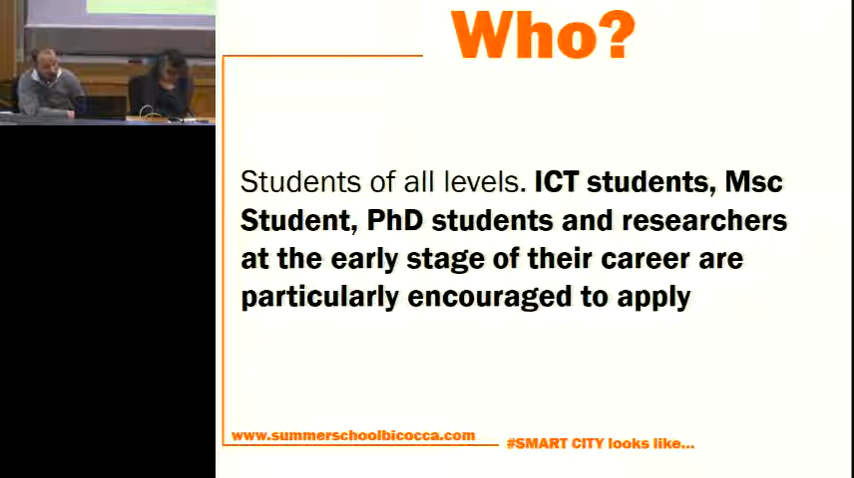 Who?
Students of all levels. ICT students, Msc
Student, PhD students and researchers
at the early stage of their career are
particularly encouraged to apply
www.summerschoolbicocca.com
#SMART CITY looks like...